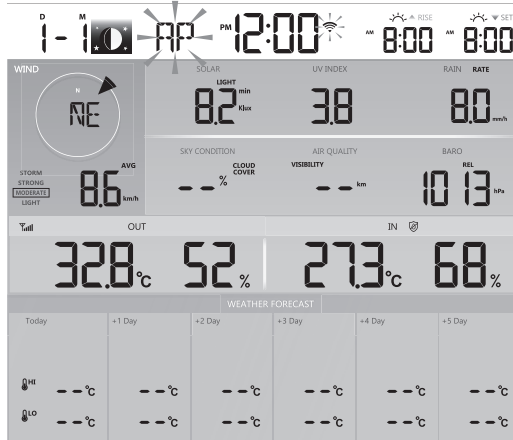 D M
1 - 1 AP PM 12:00 AM 8:00 RISE AM 8:00 SET
WIND SOLAR UV INDEX RAIN RATE
N
NE
LIGHT
8.2 min Klux 3.8 8.0 mm/h
SKY CONDITION AIR QUALITY BARO
STORM
STRONG
MODERATE
LIGHT
AVG
8.6 km/h
CLOUD COVER
-- %
VISIBILITY
-- km
REL
1013 hPa
OUT IN
32.8 °C 52 % 27.3 °C 68 %
WEATHER FORECAST
Today +1 Day +2 Day +3 Day +4 Day +5 Day
HI -- °C -- °C -- °C -- °C -- °C -- °C
LO -- °C -- °C -- °C -- °C -- °C -- °C